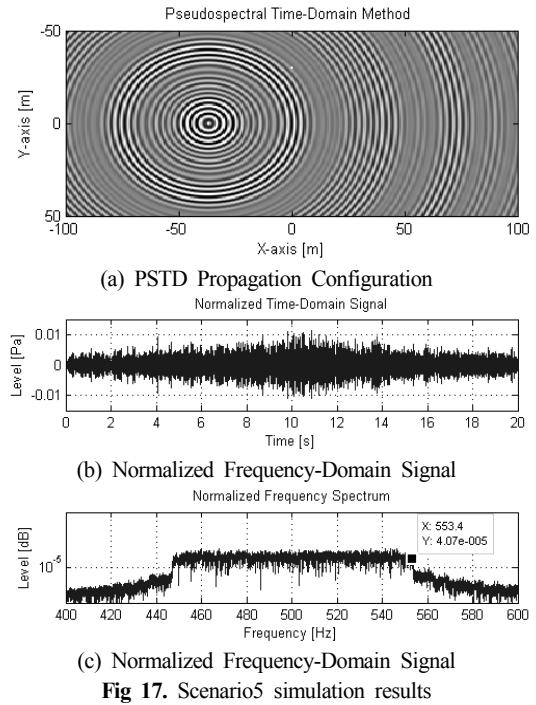 Pseudospectral Time-Domain Method
-50
0
50
Y-axis [m]
-100 -50 0 50 100
X-axis [m]
(a) PSTD Propagation Configuration
Normalized Time-Domain Signal
0.01
0
-0.01
Level [Pa]
0 2 4 6 8 10 12 14 16 18 20
Time [s]
(b) Normalized Frequency-Domain Signal
Normalized Frequency Spectrum
X: 553.4
Y: 4.07e-005
10-5
Level [dB]
400 420 440 460 480 500 520 540 560 580 600
Frequency [Hz]
(c) Normalized Frequency-Domain Signal
Fig 17. Scenario5 simulation results